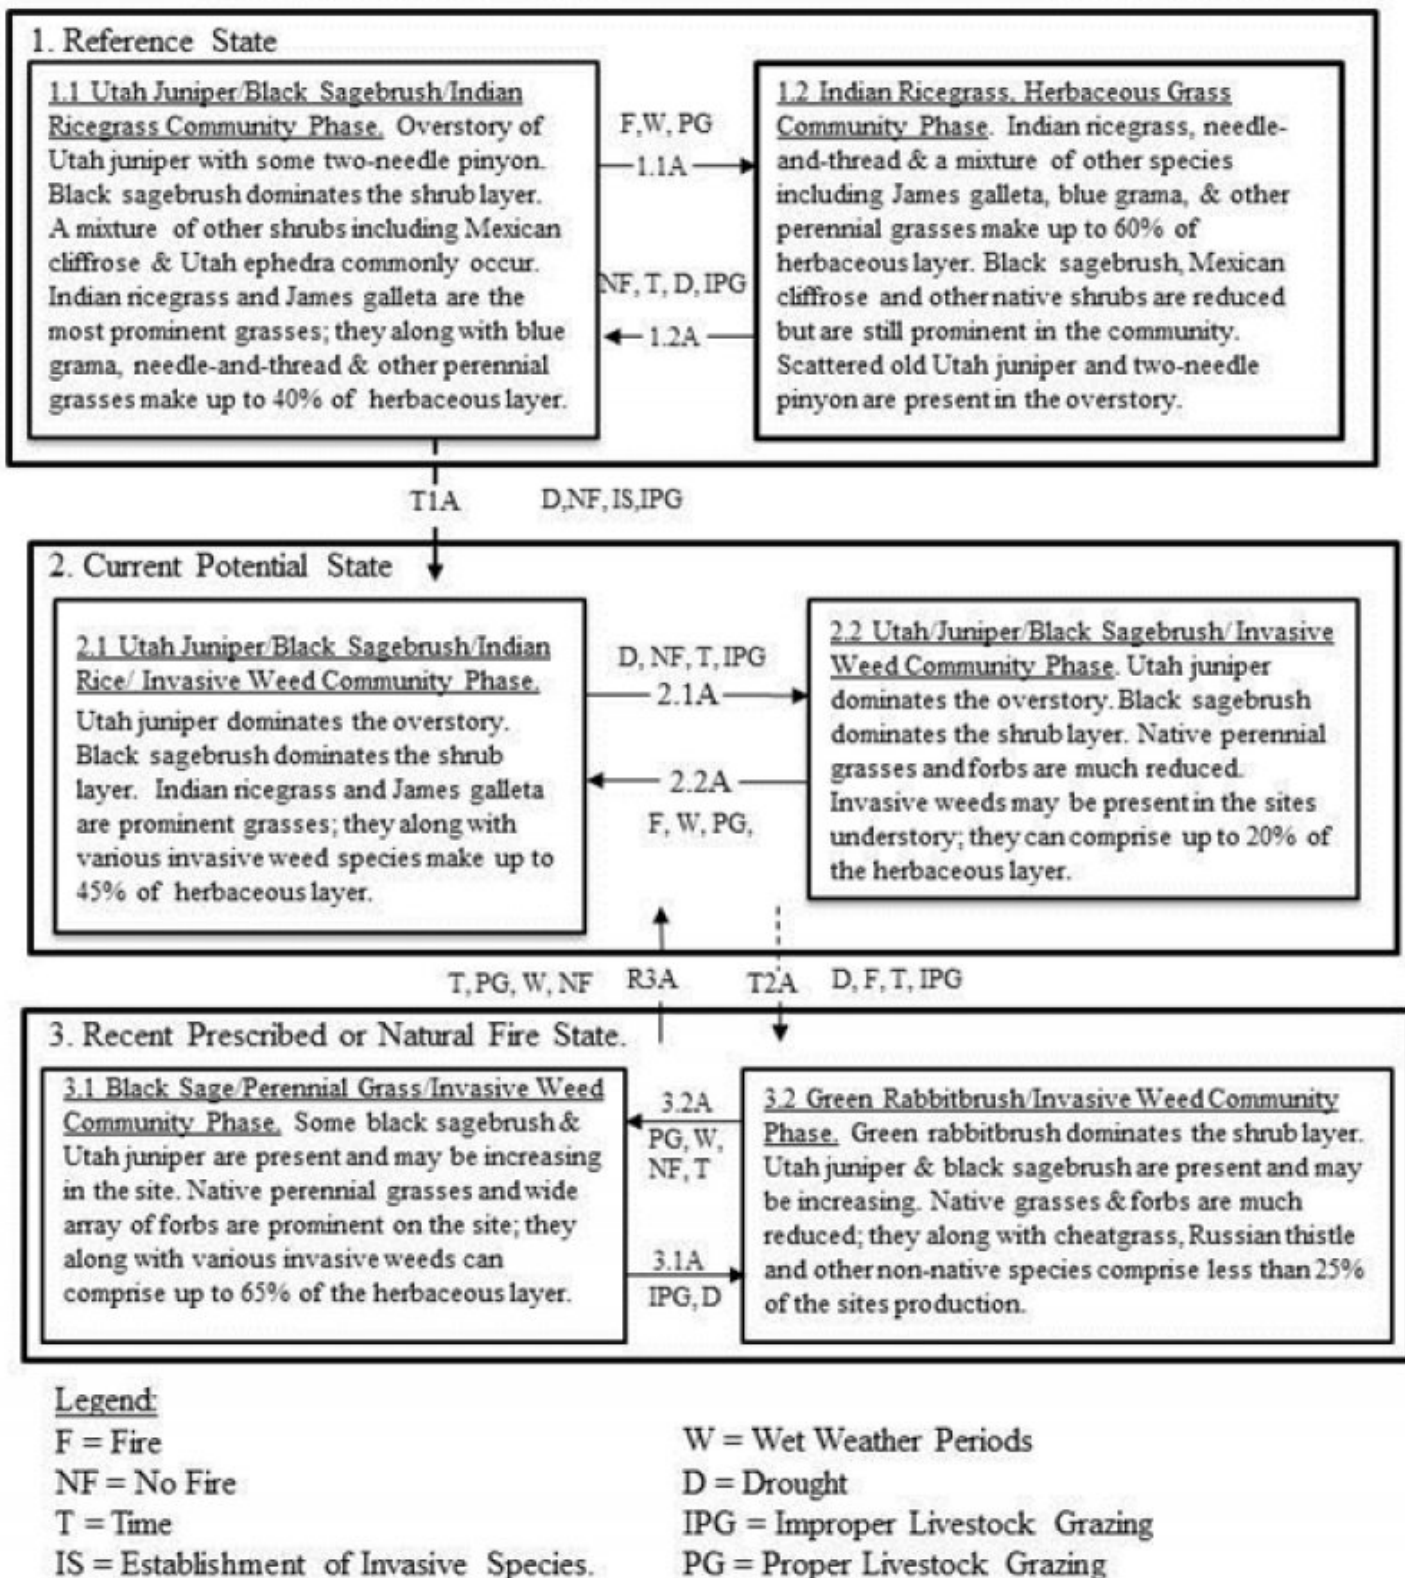 1. Reference State
1.1 Utah Juniper/Black Sagebrush/Indian
Ricegrass Community Phase. Overstory of
Utah juniper with some two-needle pinyon.
Black sagebrush dominates the shrub layer.
A mixture of other shrubs including Mexican
cliffrose & Utah ephedra commonly occur.
Indian ricegrass and James galleta are the
most prominent grasses; they along with blue
grama, needle-and-thread & other perennial
grasses make up to 40% of herbaceous layer.
F,W, PG
1.1A
NF, T, D, IPG
1.2A
1.2 Indian Ricegrass, Herbaceous Grass
Community Phase. Indian ricegrass, needle-
and-thread & a mixture of other species
including James galleta, blue grama, & other
perennial grasses make up to 60% of
herbaceous layer. Black sagebrush, Mexican
cliffrose and other native shrubs are reduced
but are still prominent in the community.
Scattered old Utah juniper and two-needle
pinyon are present in the overstory.
T1A D,NF, IS,IPG
2. Current Potential State
2.1 Utah Juniper/Black Sagebrush/Indian
Rice/ Invasive Weed Community Phase.
Utah juniper dominates the overstory.
Black sagebrush dominates the shrub
layer. Indian ricegrass and James galleta
are prominent grasses; they along with
various invasive weed species make up to
45% of herbaceous layer.
D, NF, T, IPG
2.1A
2.2A
F, W, PG,
2.2 Utah/Juniper/Black Sagebrush/ Invasive
Weed Community Phase. Utah juniper
dominates the overstory. Black sagebrush
dominates the shrub layer. Native perennial
grasses and forbs are much reduced.
Invasive weeds may be present in the sites
understory; they can comprise up to 20% of
the herbaceous layer.
T, PG, W, NF R3A T2A D, F, T, IPG
3. Recent Prescribed or Natural Fire State.
3.1 Black Sage/Perennial Grass/Invasive Weed
Community Phase. Some black sagebrush &
Utah juniper are present and may be increasing
in the site. Native perennial grasses and wide
array of forbs are prominent on the site; they
along with various invasive weeds can
comprise up to 65% of the herbaceous layer.
3.2A
PG, W,
NF, T
3.1A
IPG, D
3.2 Green Rabbitbrush/Invasive Weed Community
Phase. Green rabbitbrush dominates the shrub layer.
Utah juniper & black sagebrush are present and may
be increasing. Native grasses & forbs are much
reduced; they along with cheatgrass, Russian thistle
and other non-native species comprise less than 25%
of the sites production.
Legend:
F = Fire
NF = No Fire
T = Time
IS = Establishment of Invasive Species.
W = Wet Weather Periods
D = Drought
IPG = Improper Livestock Grazing
PG = Proper Livestock Grazing